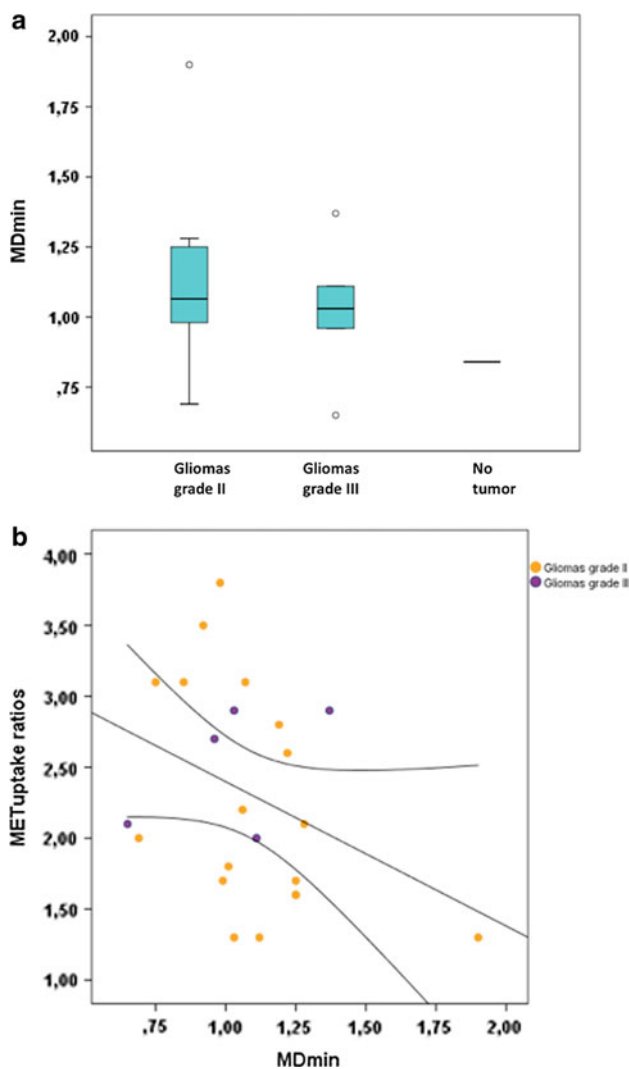 a
2,00
1,75
1,50
1,25
1,00
,75
MDmin
Gliomas grade II
Gliomas grade III
No tumor
b
4,00
3,50
3,00
2,50
2,00
1,50
1,00
METuptake ratios
,75 1,00 1,25 1,50 1,75 2,00
MDmin
Gliomas grade II
Gliomas grade III